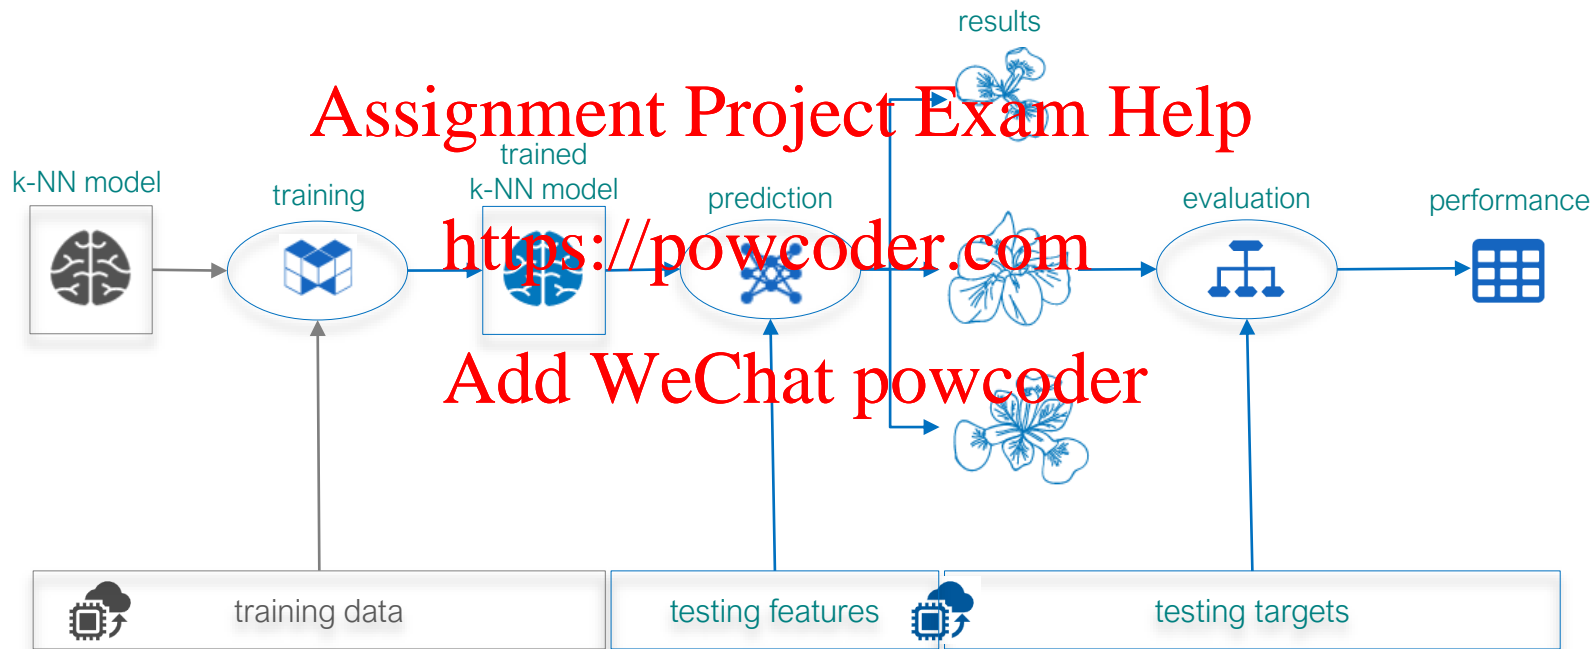 results
Assignment Project Exam Help
trained
k-NN model
k-NN model
training
prediction
evaluation
performance
https://powcoder.com
Add WeChat powcoder
training data
testing features
testing targets